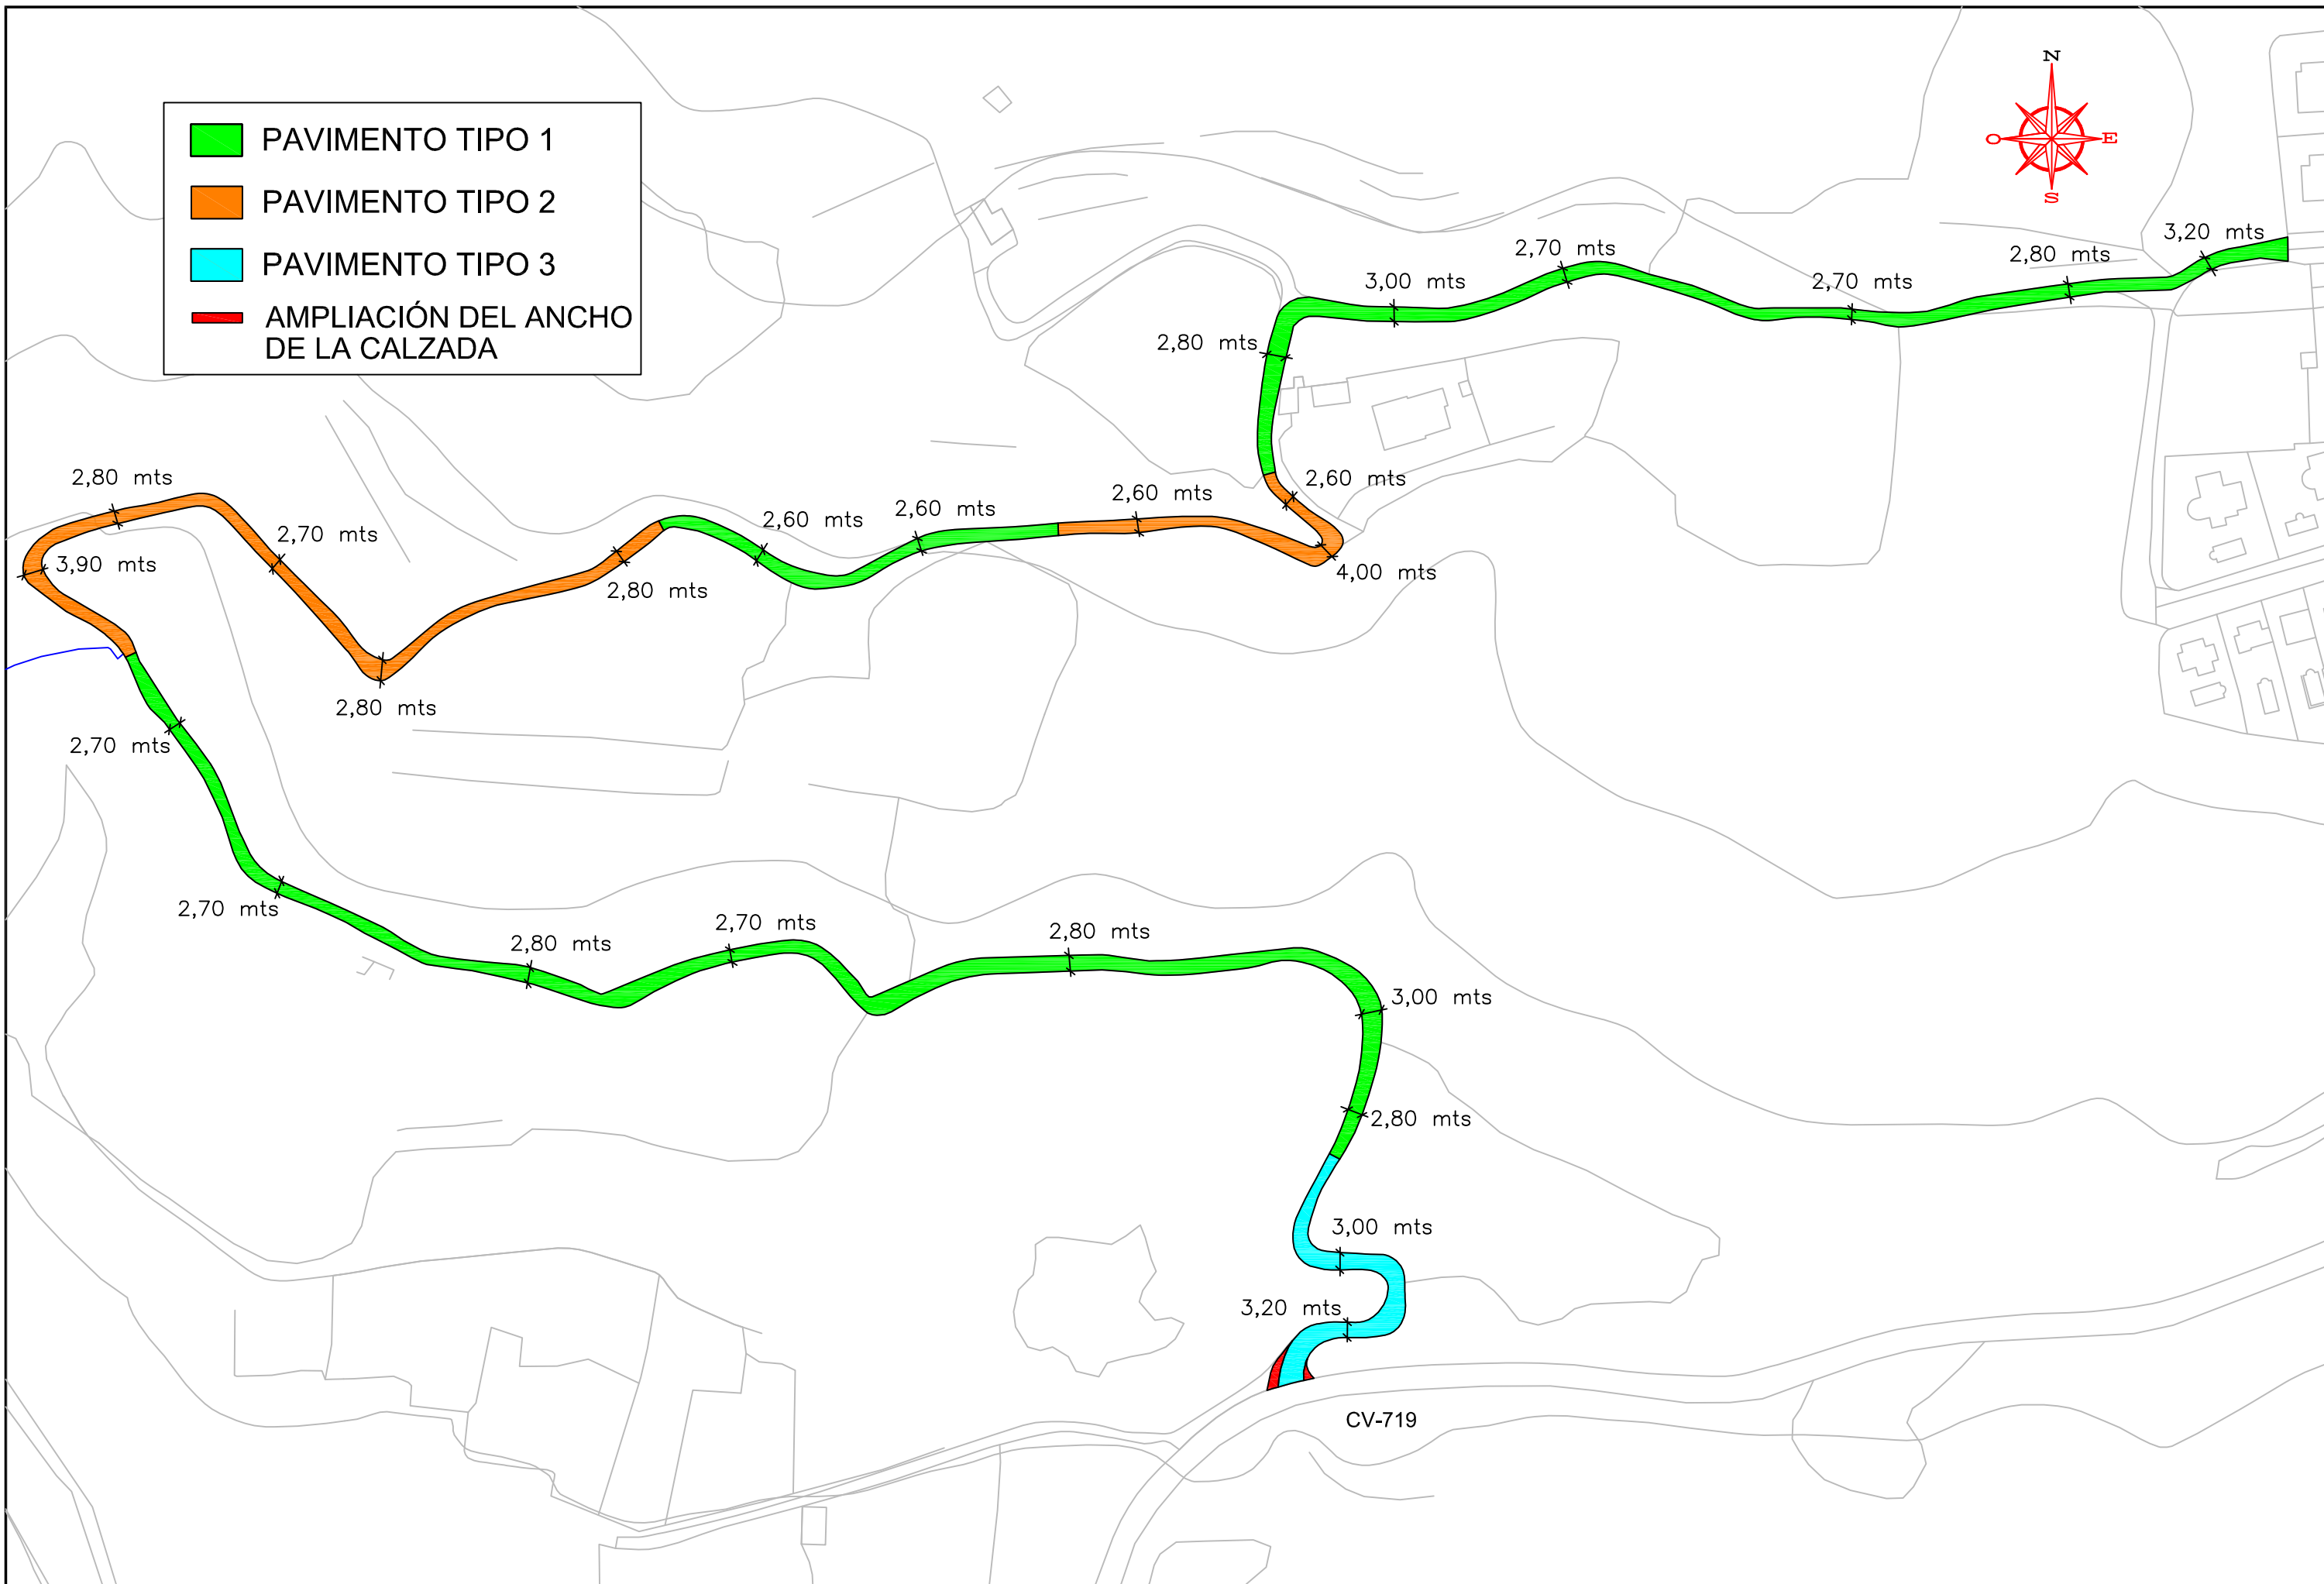 N
O
E
S
PAVIMENTO TIPO 1
PAVIMENTO TIPO 2
PAVIMENTO TIPO 3
AMPLIACIÓN DEL ANCHO
DE LA CALZADA
3,20 mts
2,80 mts
2,70 mts
2,70 mts
3,00 mts
2,80 mts
2,60 mts
4,00 mts
2,60 mts
2,60 mts
2,60 mts
2,80 mts
2,80 mts
2,70 mts
2,80 mts
3,90 mts
2,70 mts
2,70 mts
2,80 mts
2,70 mts
2,80 mts
3,00 mts
2,80 mts
3,00 mts
3,20 mts
CV-719